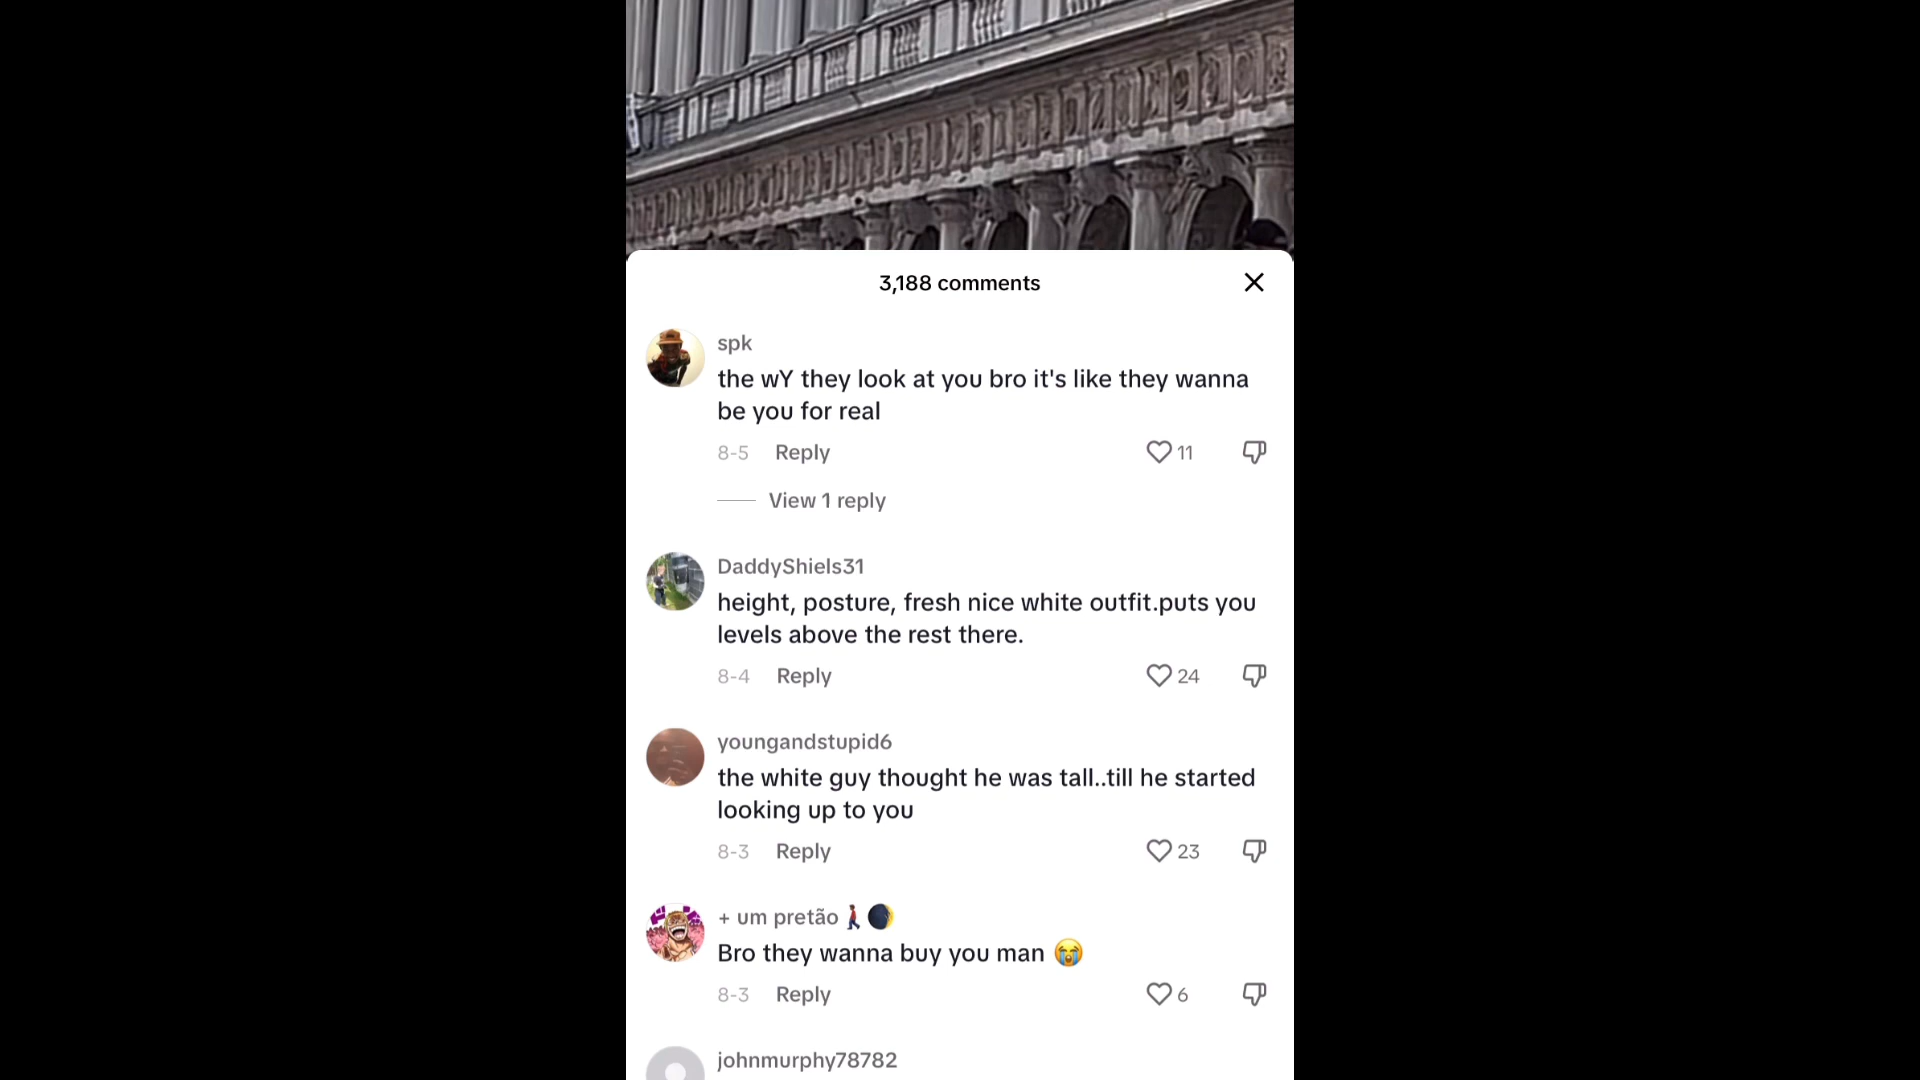 3,188 comments
spk
the wY they look at you bro it's like they wanna
be you for real
8-5 Reply 11
View 1 reply
DaddyShiels31
height, posture, fresh nice white outfit.puts you
levels above the rest there.
8-4 Reply 24
youngandstupid6
the white guy thought he was tall..till he started
looking up to you
8-3 Reply 23
+ um pretão🚶🏿‍♂️🌘
Bro they wanna buy you man 😭
8-3 Reply 6
johnmurphy78782